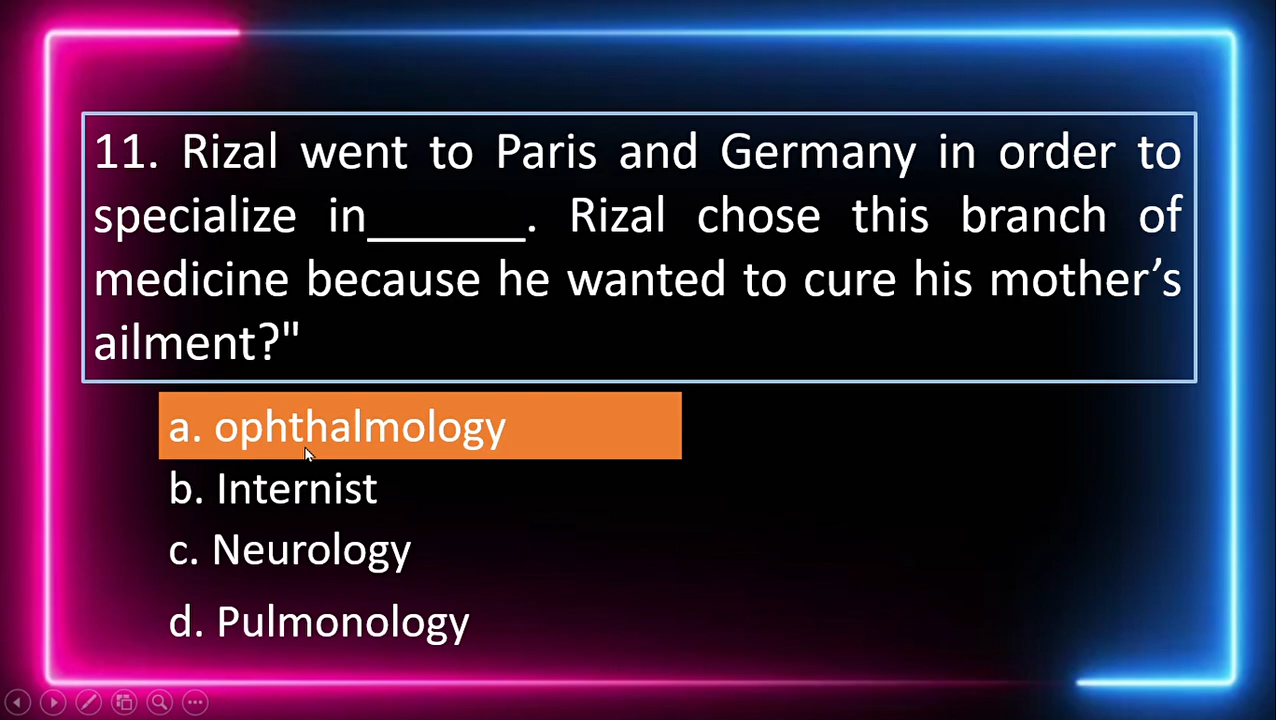 11. Rizal went to Paris and Germany in order to
specialize in_______. Rizal chose this branch of
medicine because he wanted to cure his mother’s
ailment?"
a. ophthalmology
b. Internist
c. Neurology
d. Pulmonology